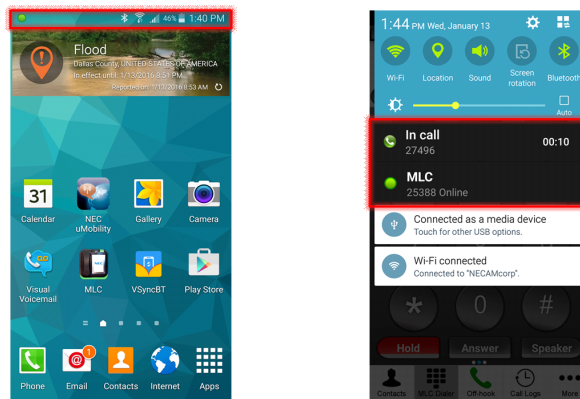 46% 1:40 PM
Flood
Dallas County, UNITED STATES OF AMERICA
In effect until: 1/13/2016 8:51 PM
Reported on: 1/13/2016 8:53 AM
31
Calendar
NEC
uMobility
Gallery
Camera
Visual
Voicemail
MLC
VSyncBT
Play Store
1
Phone
Email
Contacts
Internet
Apps
1:44 PM Wed, January 13
Wi-Fi
Location
Sound
Screen
rotation
Bluetooth
Auto
In call
27496
00:10
MLC
25388 Online
Connected as a media device
Touch for other USB options.
Wi-Fi connected
Connected to "NECAMcorp".
* 0 #
Hold
Answer
Speaker
Contacts
MLC Dialer
Off-hook
Call Logs
More